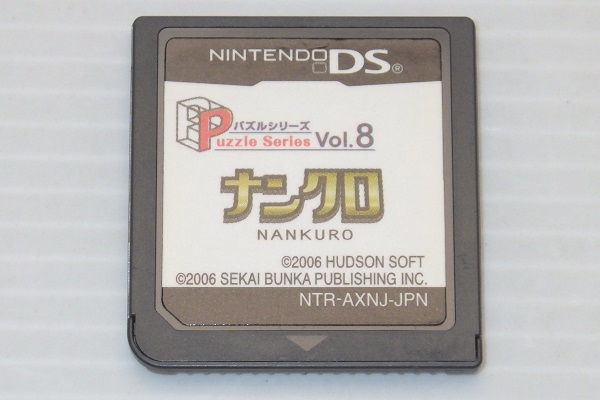 NINTENDO DS®
パズルシリーズ
Puzzle Series Vol.8
ナンクロ
NANKURO
©2006 HUDSON SOFT
©2006 SEKAI BUNKA PUBLISHING INC.
NTR-AXNJ-JPN